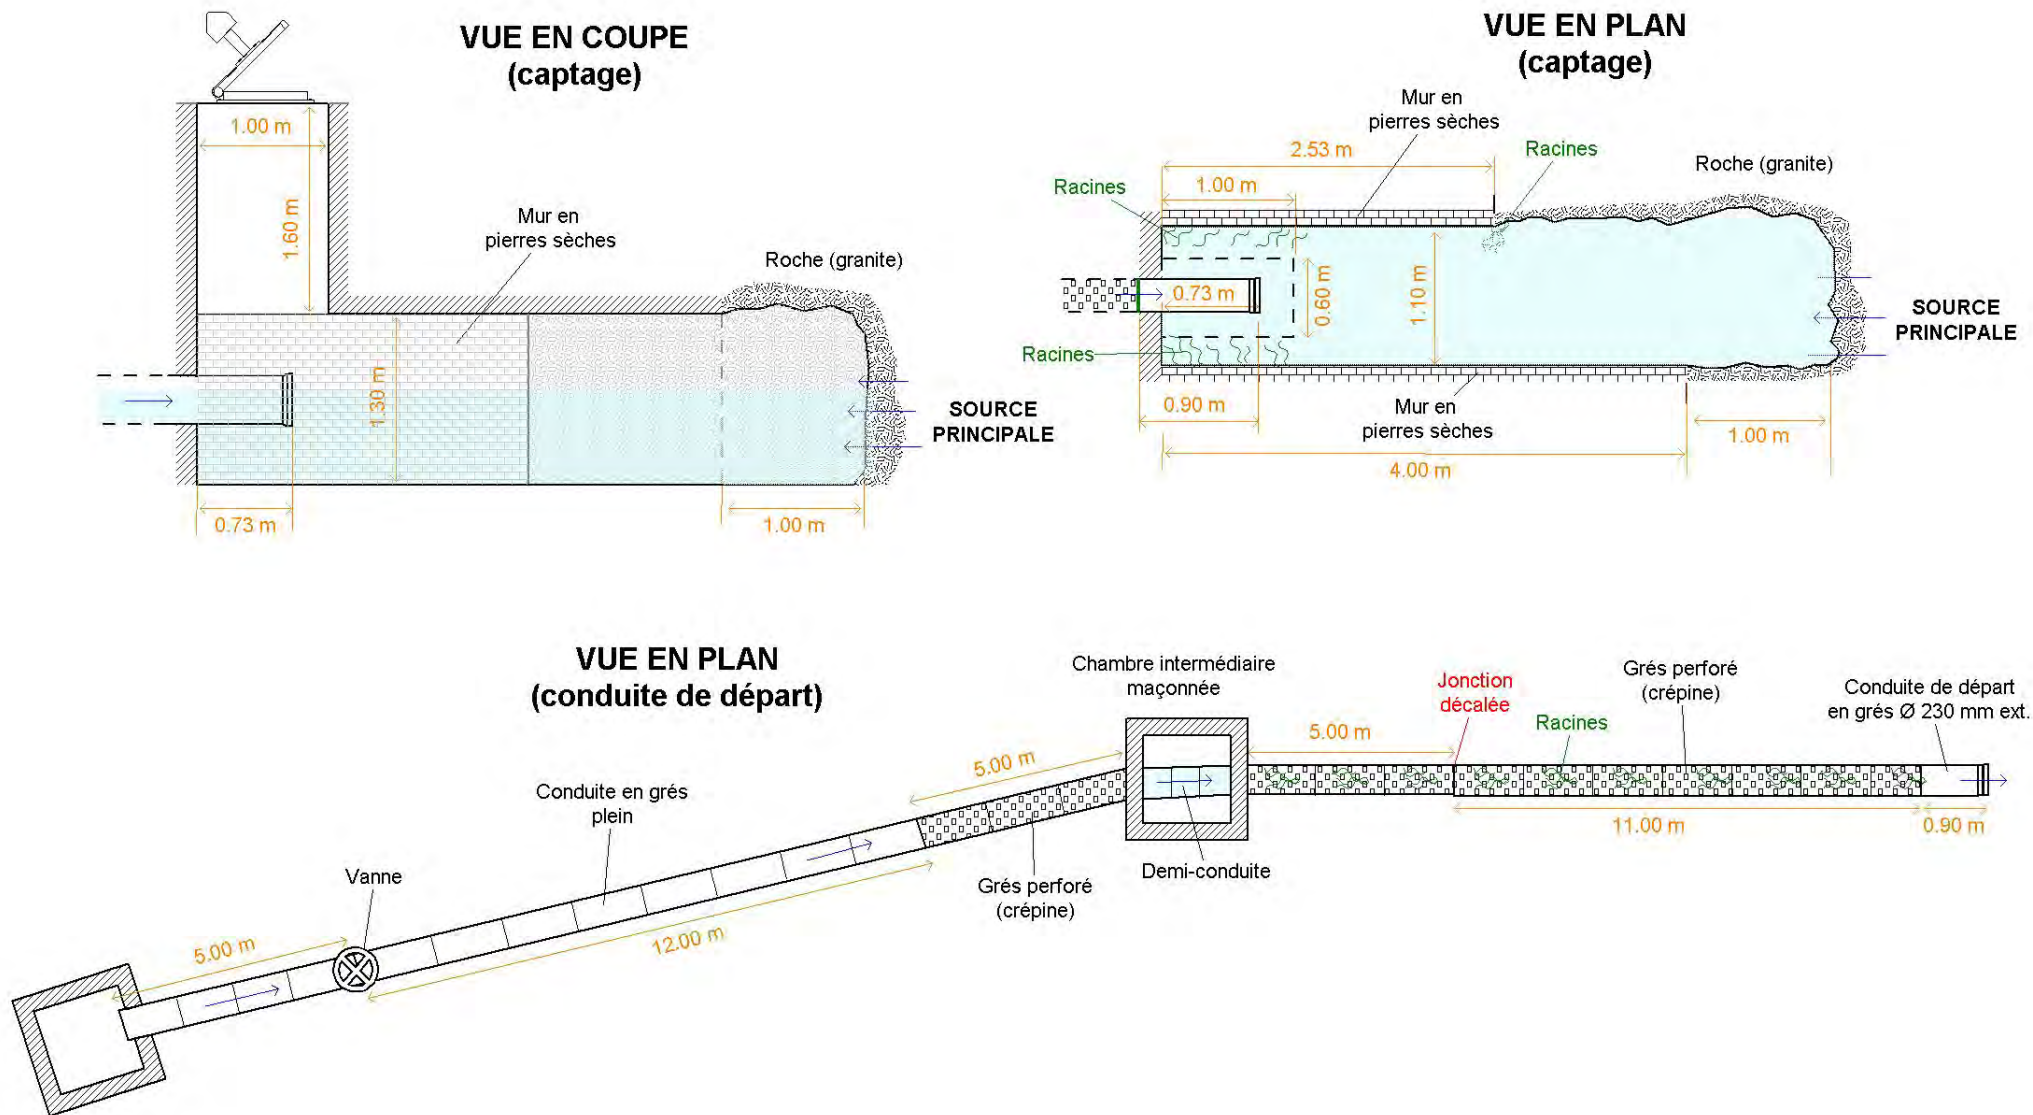 VUE EN COUPE
(captage)
1.00 m
1.60 m
Mur en
pierres sèches
Roche (granite)
1.30 m
SOURCE
PRINCIPALE
0.73 m
1.00 m
VUE EN PLAN
(captage)
Mur en
pierres sèches
2.53 m
Racines
Roche (granite)
Racines
1.00 m
0.73 m
0.60 m
1.10 m
SOURCE
PRINCIPALE
Racines
0.90 m
Mur en
pierres sèches
1.00 m
4.00 m
VUE EN PLAN
(conduite de départ)
Chambre intermédiaire
maçonnée
Jonction
décalée
Grés perforé
(crépine)
Racines
Conduite de départ
en grés Ø 230 mm ext.
5.00 m
5.00 m
Conduite en grés
plein
11.00 m
0.90 m
Vanne
Demi-conduite
Grés perforé
(crépine)
12.00 m
5.00 m